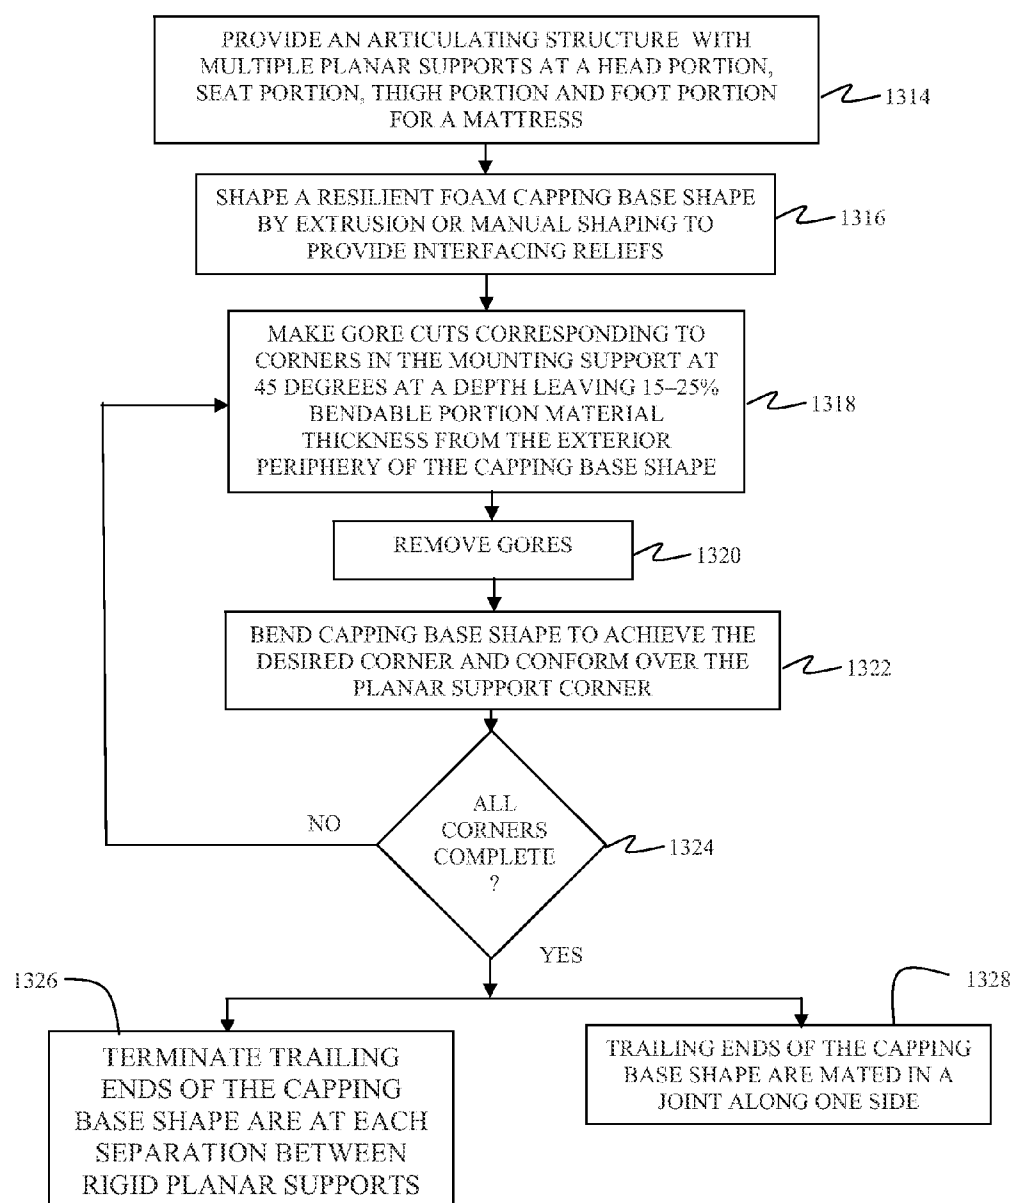 PROVIDE AN ARTICULATING STRUCTURE WITH
MULTIPLE PLANAR SUPPORTS AT A HEAD PORTION,
SEAT PORTION, THIGH PORTION AND FOOT PORTION
FOR A MATTRESS
1314
SHAPE A RESILIENT FOAM CAPPING BASE SHAPE
BY EXTRUSION OR MANUAL SHAPING TO
PROVIDE INTERFACING RELIEFS
1316
MAKE GORE CUTS CORRESPONDING TO
CORNERS IN THE MOUNTING SUPPORT AT
45 DEGREES AT A DEPTH LEAVING 15–25%
BENDABLE PORTION MATERIAL
THICKNESS FROM THE EXTERIOR
PERIPHERY OF THE CAPPING BASE SHAPE
1318
REMOVE GORES
1320
BEND CAPPING BASE SHAPE TO ACHIEVE THE
DESIRED CORNER AND CONFORM OVER THE
PLANAR SUPPORT CORNER
1322
ALL
CORNERS
COMPLETE
?
1324
NO
YES
1326
TERMINATE TRAILING
ENDS OF THE CAPPING
BASE SHAPE ARE AT EACH
SEPARATION BETWEEN
RIGID PLANAR SUPPORTS
1328
TRAILING ENDS OF THE CAPPING
BASE SHAPE ARE MATED IN A
JOINT ALONG ONE SIDE